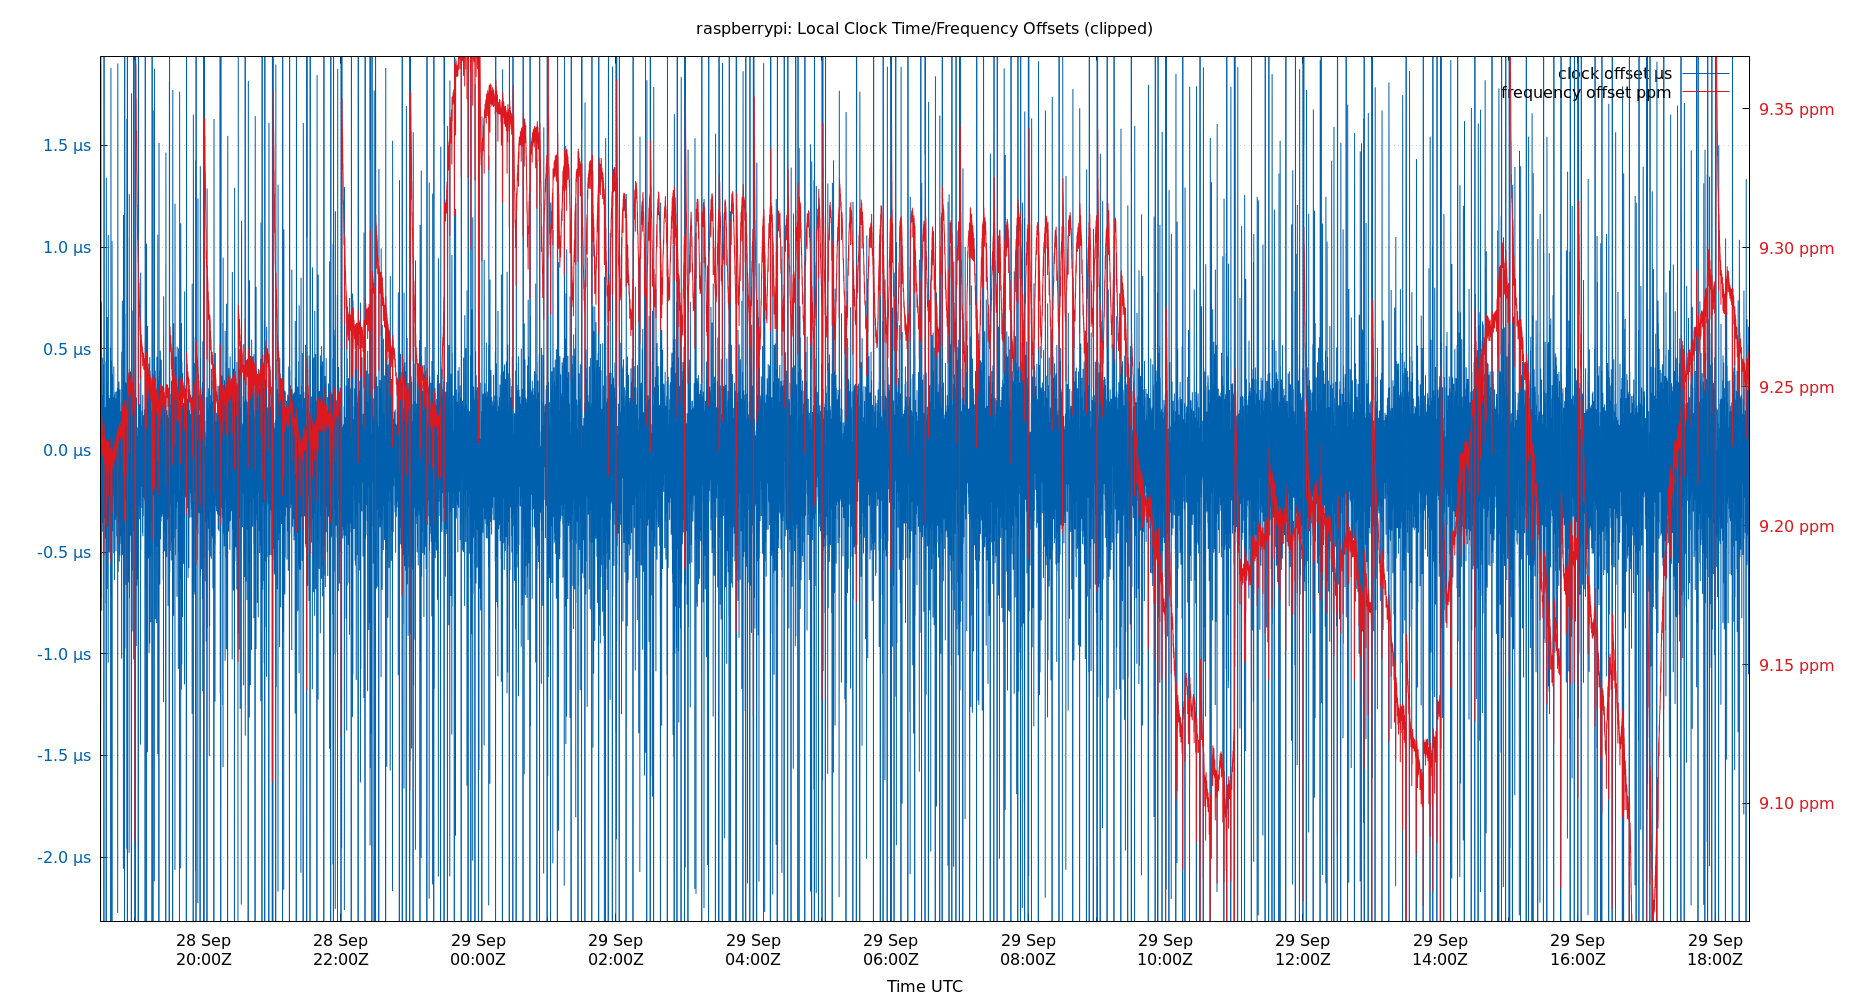 raspberrypi: Local Clock Time/Frequency Offsets (clipped)
clock offset µs
frequency offset ppm
1.5 µs
1.0 µs
0.5 µs
0.0 µs
-0.5 µs
-1.0 µs
-1.5 µs
-2.0 µs
9.35 ppm
9.30 ppm
9.25 ppm
9.20 ppm
9.15 ppm
9.10 ppm
28 Sep
20:00Z
28 Sep
22:00Z
29 Sep
00:00Z
29 Sep
02:00Z
29 Sep
04:00Z
29 Sep
06:00Z
29 Sep
08:00Z
29 Sep
10:00Z
29 Sep
12:00Z
29 Sep
14:00Z
29 Sep
16:00Z
29 Sep
18:00Z
Time UTC